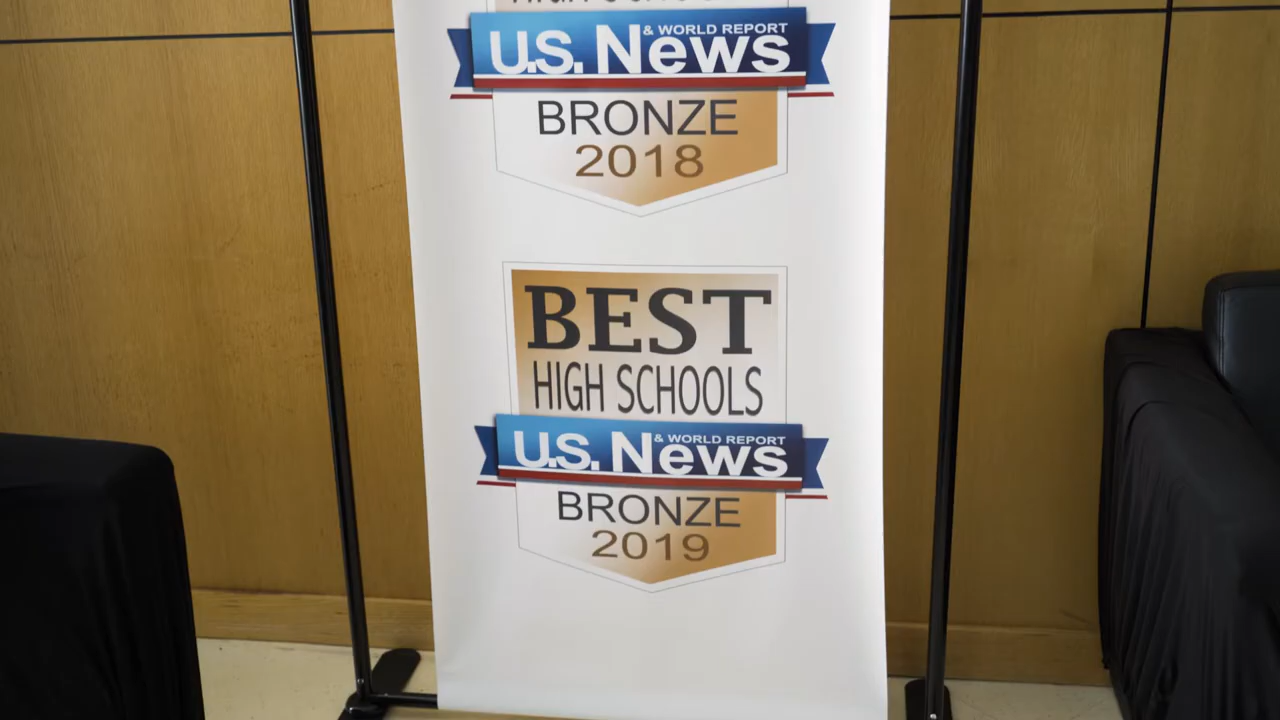 U.S. News & WORLD REPORT
BRONZE
2018
BEST
HIGH SCHOOLS
U.S. News & WORLD REPORT
BRONZE
2019